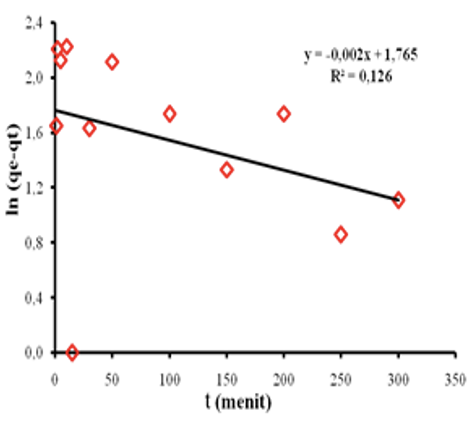 2,4
y = -0,002x + 1,765
R² = 0,126
2,0
1,6
1,2
0,8
0,4
0,0
ln (qe-qt)
0 50 100 150 200 250 300 350
t (menit)